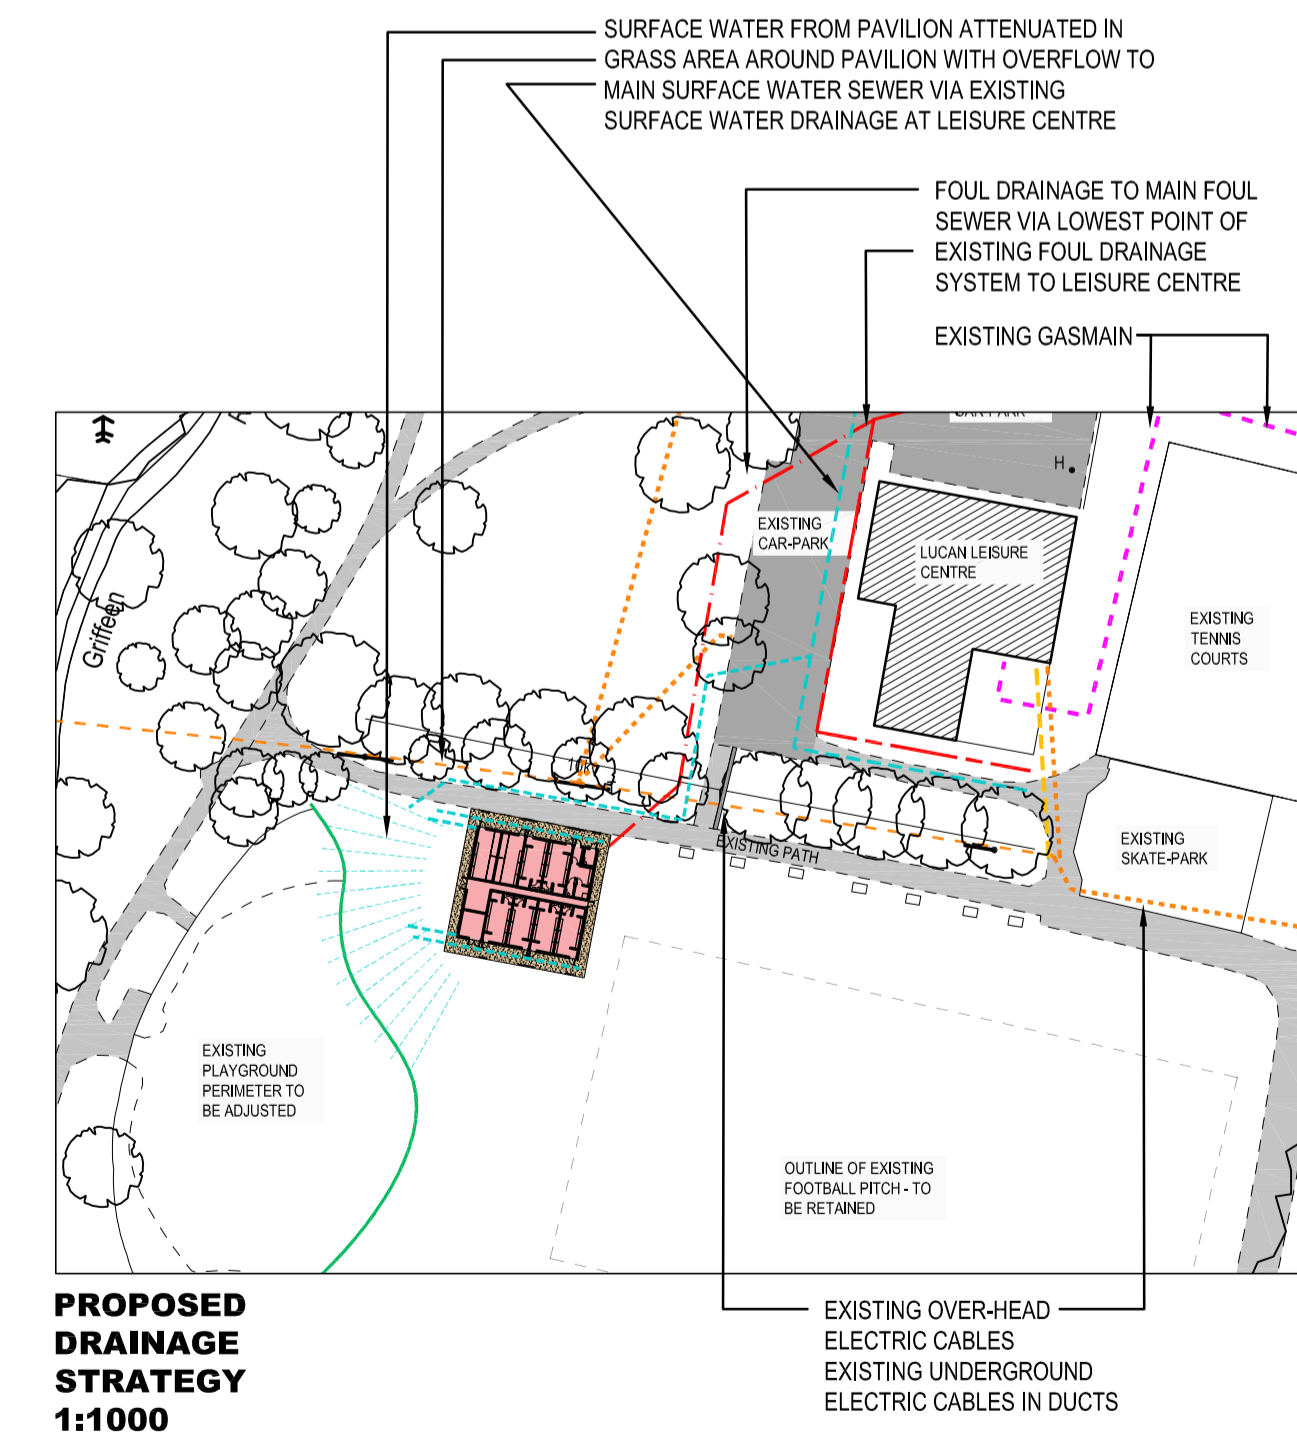 SURFACE WATER FROM PAVILION ATTENUATED IN
GRASS AREA AROUND PAVILION WITH OVERFLOW TO
MAIN SURFACE WATER SEWER VIA EXISTING
SURFACE WATER DRAINAGE AT LEISURE CENTRE
FOUL DRAINAGE TO MAIN FOUL
SEWER VIA LOWEST POINT OF
EXISTING FOUL DRAINAGE
SYSTEM TO LEISURE CENTRE
EXISTING GASMAIN
CAR-PARK
H
EXISTING
CAR-PARK
LUCAN LEISURE
CENTRE
EXISTING
TENNIS
COURTS
Griffeen
EXISTING PATH
EXISTING
SKATE-PARK
EXISTING
PLAYGROUND
PERIMETER TO
BE ADJUSTED
OUTLINE OF EXISTING
FOOTBALL PITCH - TO
BE RETAINED
PROPOSED
DRAINAGE
STRATEGY
1:1000
EXISTING OVER-HEAD
ELECTRIC CABLES
EXISTING UNDERGROUND
ELECTRIC CABLES IN DUCTS